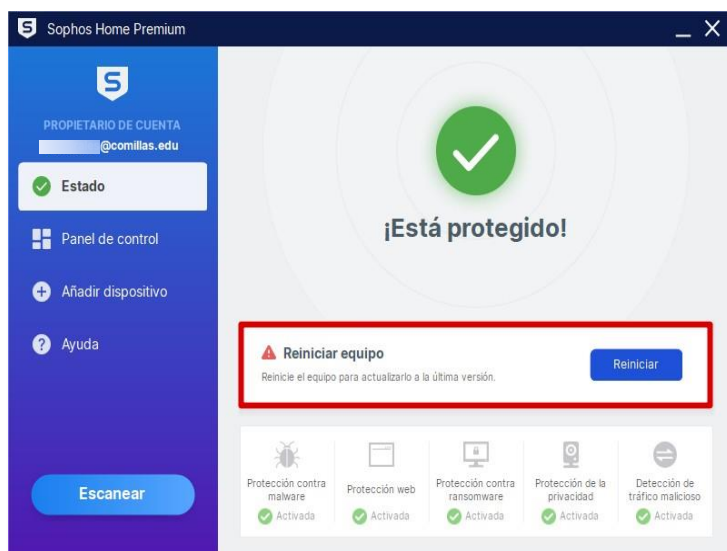 Sophos Home Premium
PROPIETARIO DE CUENTA
@comillas.edu
Estado
Panel de control
Añadir dispositivo
Ayuda
Escanear
¡Está protegido!
Reiniciar equipo
Reinicie el equipo para actualizarlo a la última versión.
Reiniciar
Protección contra
malware
Activada
Protección web
Activada
Protección contra
ransomware
Activada
Protección de la
privacidad
Activada
Detección de
tráfico malicioso
Activada